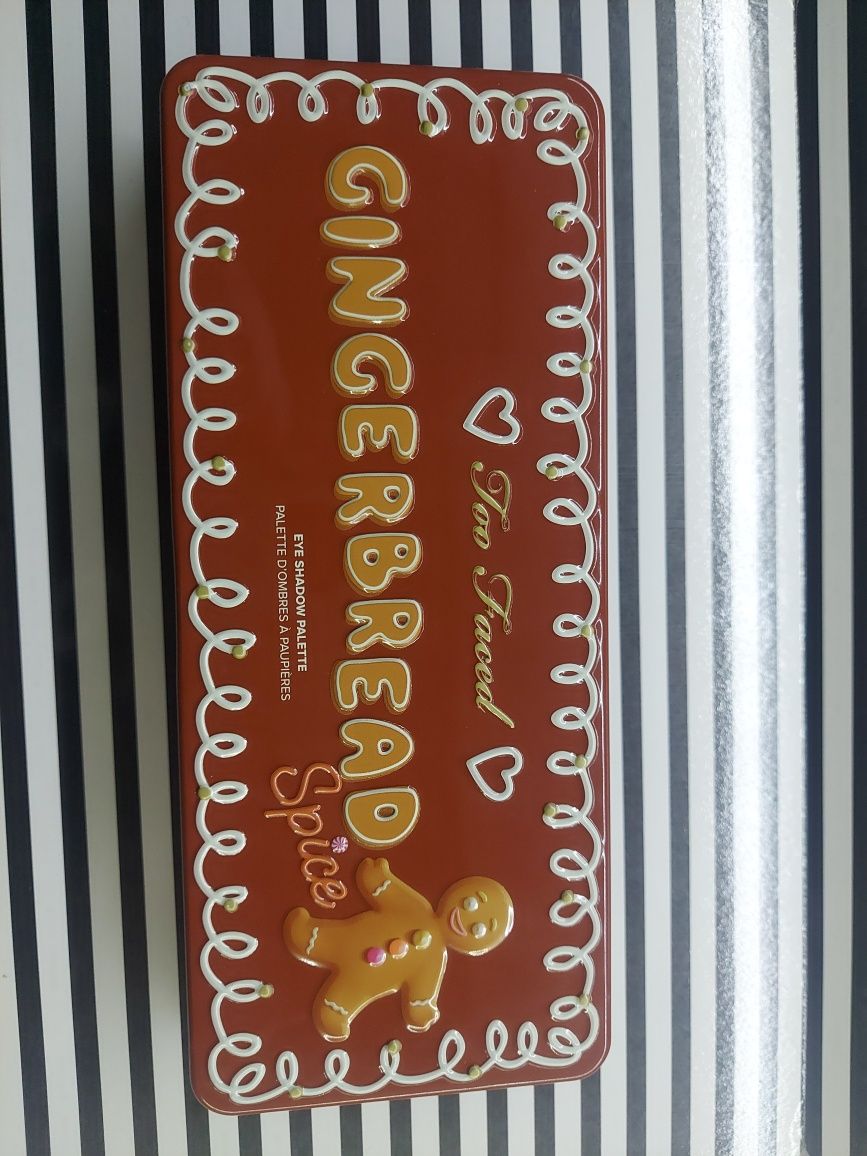 Too Faced
GINGERBREAD
Spice
EYE SHADOW PALETTE
PALETTE D'OMBRES À PAUPIÈRES